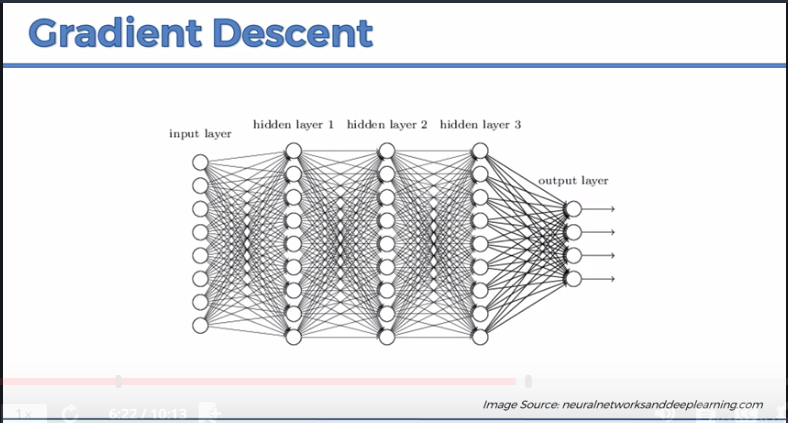 Gradient Descent
input layer
hidden layer 1 hidden layer 2 hidden layer 3
output layer
Image Source: neuralnetworksanddeeplearning.com
1x
6:22 / 10:13